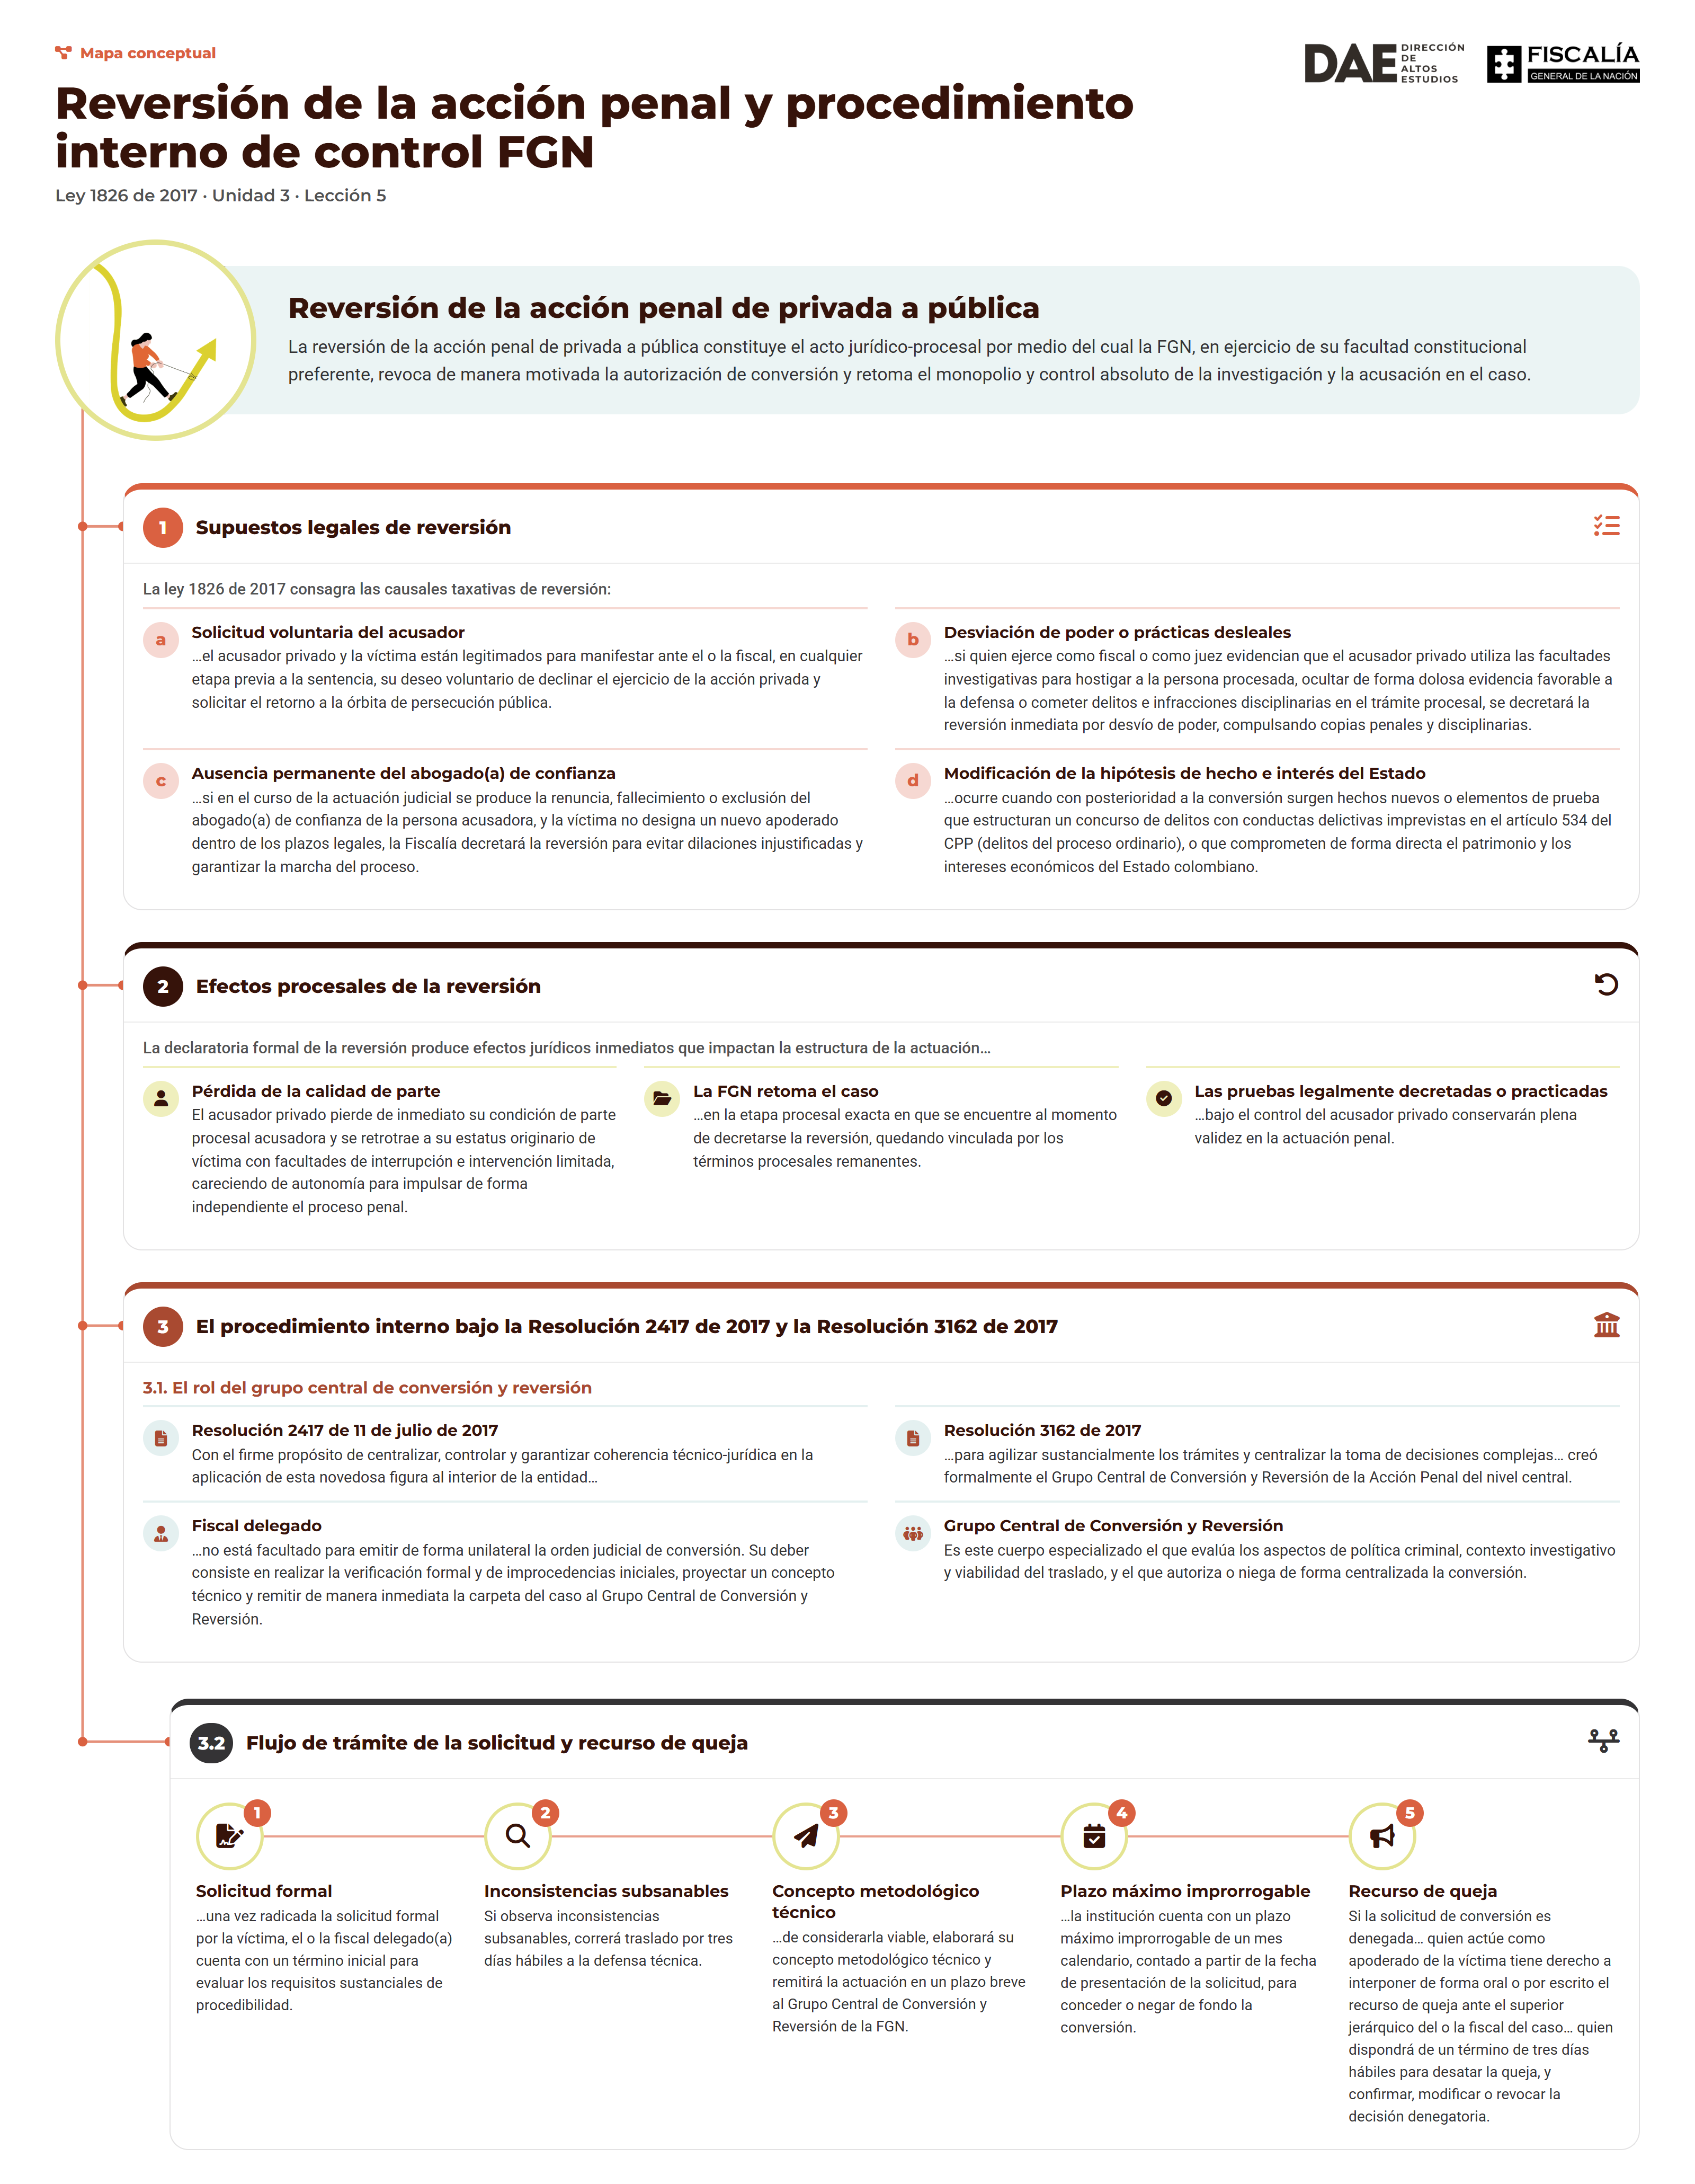 Mapa conceptual
DAE DIRECCIÓN
DE
ALTOS
ESTUDIOS
FISCALÍA
GENERAL DE LA NACIÓN
Reversión de la acción penal y procedimiento
interno de control FGN
Ley 1826 de 2017 · Unidad 3 · Lección 5
Reversión de la acción penal de privada a pública
La reversión de la acción penal de privada a pública constituye el acto jurídico-procesal por medio del cual la FGN, en ejercicio de su facultad constitucional
preferente, revoca de manera motivada la autorización de conversión y retoma el monopolio y control absoluto de la investigación y la acusación en el caso.
1 Supuestos legales de reversión
La ley 1826 de 2017 consagra las causales taxativas de reversión:
a Solicitud voluntaria del acusador
…el acusador privado y la víctima están legitimados para manifestar ante el o la fiscal, en cualquier
etapa previa a la sentencia, su deseo voluntario de declinar el ejercicio de la acción privada y
solicitar el retorno a la órbita de persecución pública.
b Desviación de poder o prácticas desleales
…si quien ejerce como fiscal o como juez evidencian que el acusador privado utiliza las facultades
investigativas para hostigar a la persona procesada, ocultar de forma dolosa evidencia favorable a
la defensa o cometer delitos e infracciones disciplinarias en el trámite procesal, se decretará la
reversión inmediata por desvío de poder, compulsando copias penales y disciplinarias.
c Ausencia permanente del abogado(a) de confianza
…si en el curso de la actuación judicial se produce la renuncia, fallecimiento o exclusión del
abogado(a) de confianza de la persona acusadora, y la víctima no designa un nuevo apoderado
dentro de los plazos legales, la Fiscalía decretará la reversión para evitar dilaciones injustificadas y
garantizar la marcha del proceso.
d Modificación de la hipótesis de hecho e interés del Estado
…ocurre cuando con posterioridad a la conversión surgen hechos nuevos o elementos de prueba
que estructuran un concurso de delitos con conductas delictivas imprevistas en el artículo 534 del
CPP (delitos del proceso ordinario), o que comprometen de forma directa el patrimonio y los
intereses económicos del Estado colombiano.
2 Efectos procesales de la reversión
La declaratoria formal de la reversión produce efectos jurídicos inmediatos que impactan la estructura de la actuación…
Pérdida de la calidad de parte
El acusador privado pierde de inmediato su condición de parte
procesal acusadora y se retrotrae a su estatus originario de
víctima con facultades de interrupción e intervención limitada,
careciendo de autonomía para impulsar de forma
independiente el proceso penal.
La FGN retoma el caso
…en la etapa procesal exacta en que se encuentre al momento
de decretarse la reversión, quedando vinculada por los
términos procesales remanentes.
Las pruebas legalmente decretadas o practicadas
…bajo el control del acusador privado conservarán plena
validez en la actuación penal.
3 El procedimiento interno bajo la Resolución 2417 de 2017 y la Resolución 3162 de 2017
3.1. El rol del grupo central de conversión y reversión
Resolución 2417 de 11 de julio de 2017
Con el firme propósito de centralizar, controlar y garantizar coherencia técnico-jurídica en la
aplicación de esta novedosa figura al interior de la entidad…
Resolución 3162 de 2017
…para agilizar sustancialmente los trámites y centralizar la toma de decisiones complejas… creó
formalmente el Grupo Central de Conversión y Reversión de la Acción Penal del nivel central.
Fiscal delegado
…no está facultado para emitir de forma unilateral la orden judicial de conversión. Su deber
consiste en realizar la verificación formal y de improcedencias iniciales, proyectar un concepto
técnico y remitir de manera inmediata la carpeta del caso al Grupo Central de Conversión y
Reversión.
Grupo Central de Conversión y Reversión
Es este cuerpo especializado el que evalúa los aspectos de política criminal, contexto investigativo
y viabilidad del traslado, y el que autoriza o niega de forma centralizada la conversión.
3.2 Flujo de trámite de la solicitud y recurso de queja
1
Solicitud formal
…una vez radicada la solicitud formal
por la víctima, el o la fiscal delegado(a)
cuenta con un término inicial para
evaluar los requisitos sustanciales de
procedibilidad.
2
Inconsistencias subsanables
Si observa inconsistencias
subsanables, correrá traslado por tres
días hábiles a la defensa técnica.
3
Concepto metodológico
técnico
…de considerarla viable, elaborará su
concepto metodológico técnico y
remitirá la actuación en un plazo breve
al Grupo Central de Conversión y
Reversión de la FGN.
4
Plazo máximo improrrogable
…la institución cuenta con un plazo
máximo improrrogable de un mes
calendario, contado a partir de la fecha
de presentación de la solicitud, para
conceder o negar de fondo la
conversión.
5
Recurso de queja
Si la solicitud de conversión es
denegada… quien actúe como
apoderado de la víctima tiene derecho a
interponer de forma oral o por escrito el
recurso de queja ante el superior
jerárquico del o la fiscal del caso… quien
dispondrá de un término de tres días
hábiles para desatar la queja, y
confirmar, modificar o revocar la
decisión denegatoria.